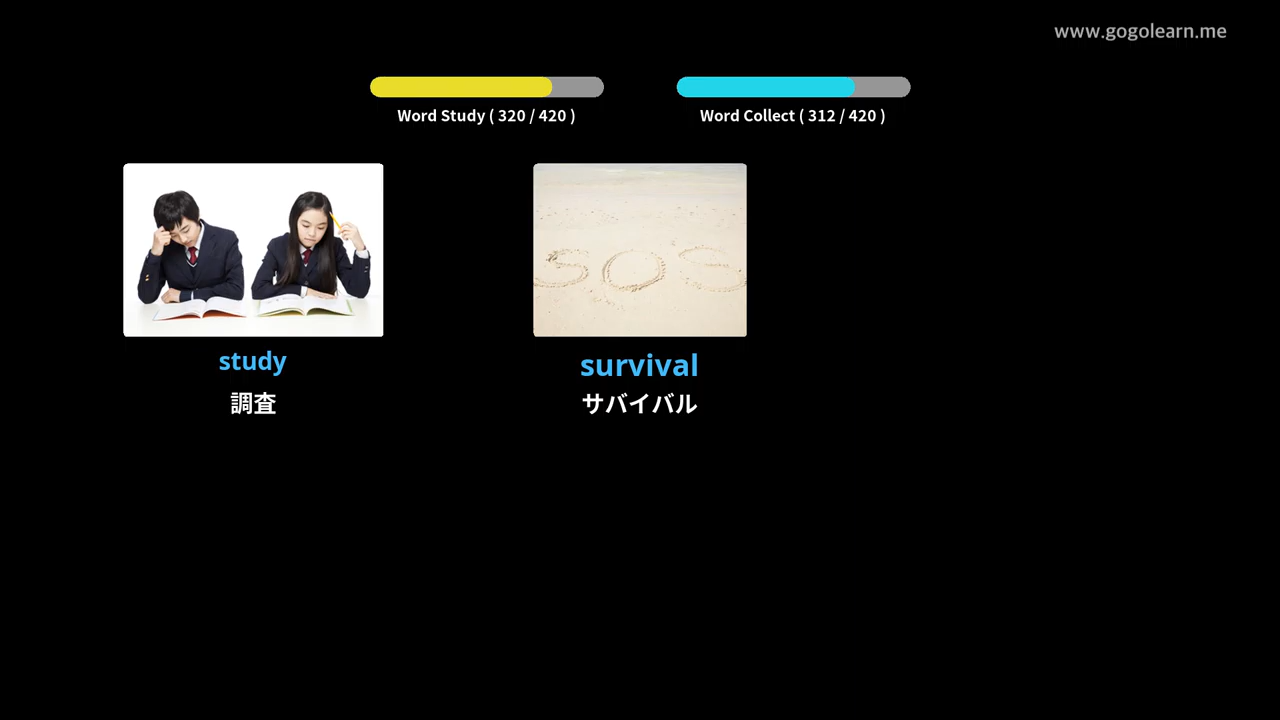 www.gogolearn.me
Word Study ( 320 / 420 )
Word Collect ( 312 / 420 )
SOS
study
調査
survival
サバイバル